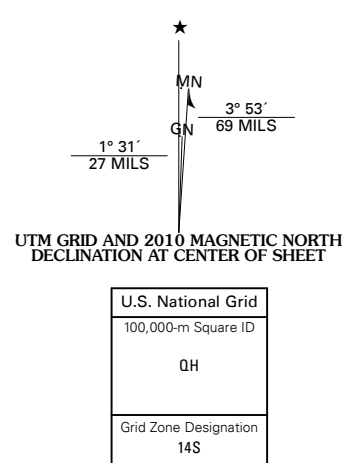 ★
MN
3° 53´
69 MILS
GN
1° 31´
27 MILS
UTM GRID AND 2010 MAGNETIC NORTH
DECLINATION AT CENTER OF SHEET
U.S. National Grid
100,000-m Square ID
QH
Grid Zone Designation
14S